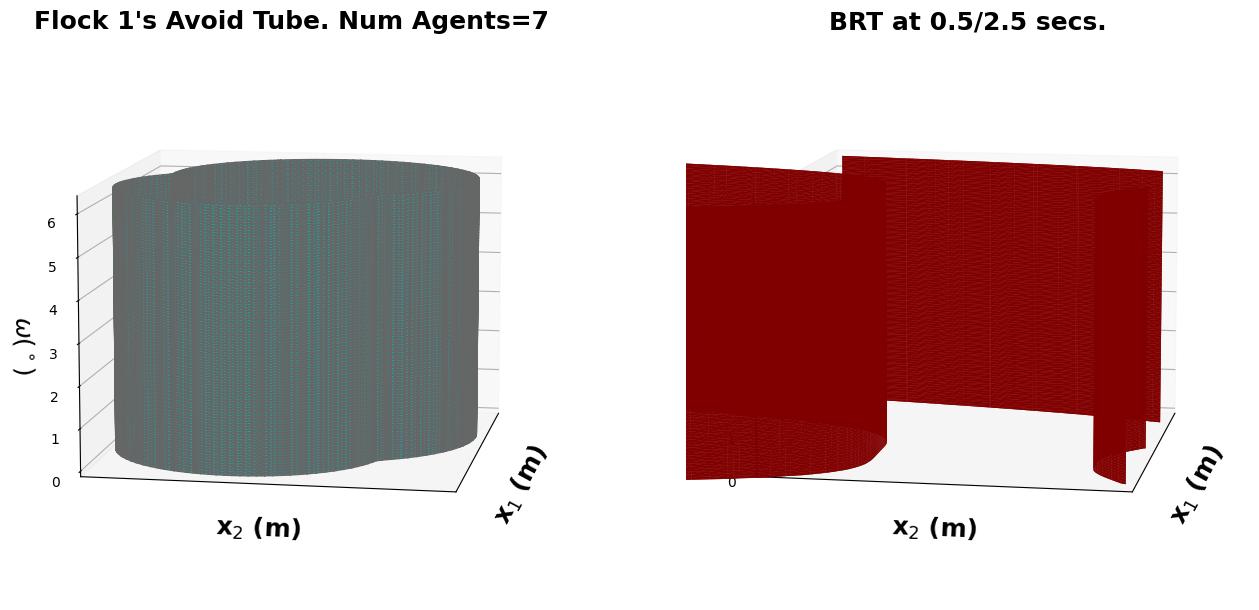 Flock 1's Avoid Tube. Num Agents=7
BRT at 0.5/2.5 secs.
6
5
4
3
2
1
0
ω(°)
x₂ (m)
x₁ (m)
0
x₂ (m)
x₁ (m)